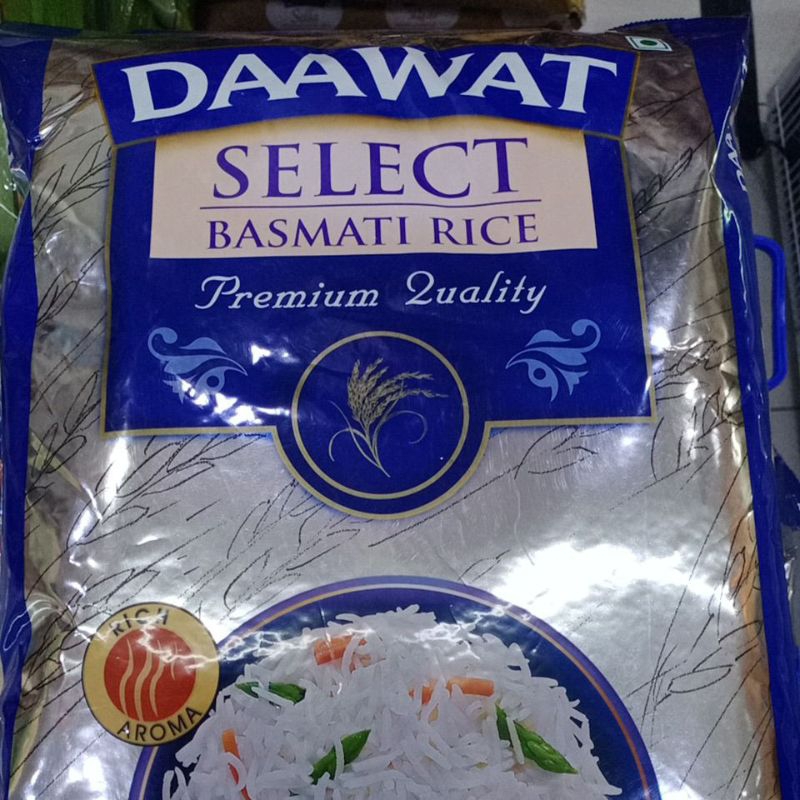 DAAWAT
SELECT
BASMATI RICE
Premium Quality
RICH
AROMA